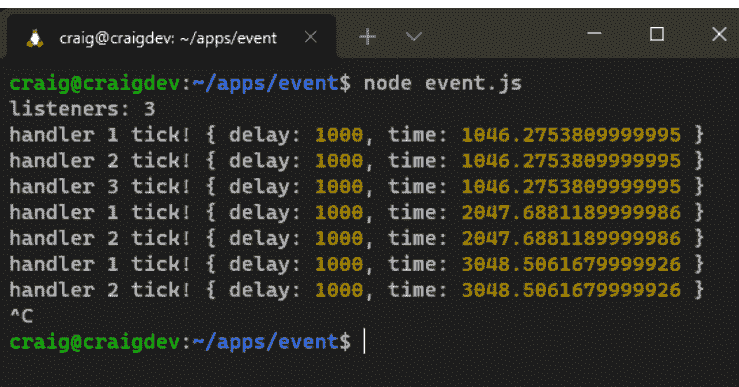 craig@craigdev: ~/apps/event
craig@craigdev:~/apps/event$ node event.js
listeners: 3
handler 1 tick! { delay: 1000, time: 1046.2753809999995 }
handler 2 tick! { delay: 1000, time: 1046.2753809999995 }
handler 3 tick! { delay: 1000, time: 1046.2753809999995 }
handler 1 tick! { delay: 1000, time: 2047.6881189999986 }
handler 2 tick! { delay: 1000, time: 2047.6881189999986 }
handler 1 tick! { delay: 1000, time: 3048.5061679999926 }
handler 2 tick! { delay: 1000, time: 3048.5061679999926 }
^C
craig@craigdev:~/apps/event$